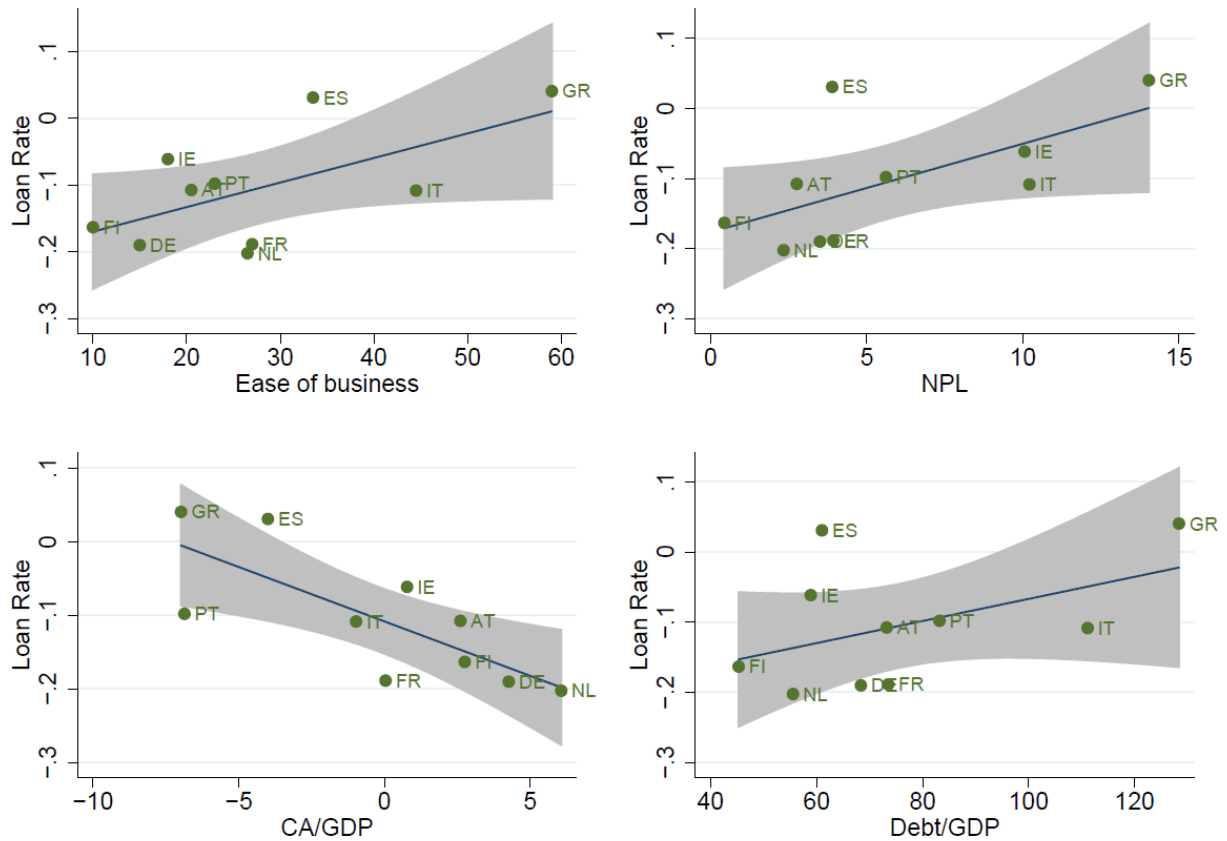 Loan Rate
.1
0
-.1
-.2
-.3
ES
GR
IE
AT
PT
IT
FI
DE
FR
NL
10 20 30 40 50 60
Ease of business
Loan Rate
.1
0
-.1
-.2
-.3
ES
GR
IE
AT
PT
IT
FI
NL
DE
FR
0 5 10 15
NPL
Loan Rate
.1
0
-.1
-.2
-.3
GR
ES
IE
PT
IT
AT
FI
FR
DE
NL
-10 -5 0 5
CA/GDP
Loan Rate
.1
0
-.1
-.2
-.3
ES
GR
IE
AT
PT
IT
FI
NL
DE
FR
40 60 80 100 120
Debt/GDP